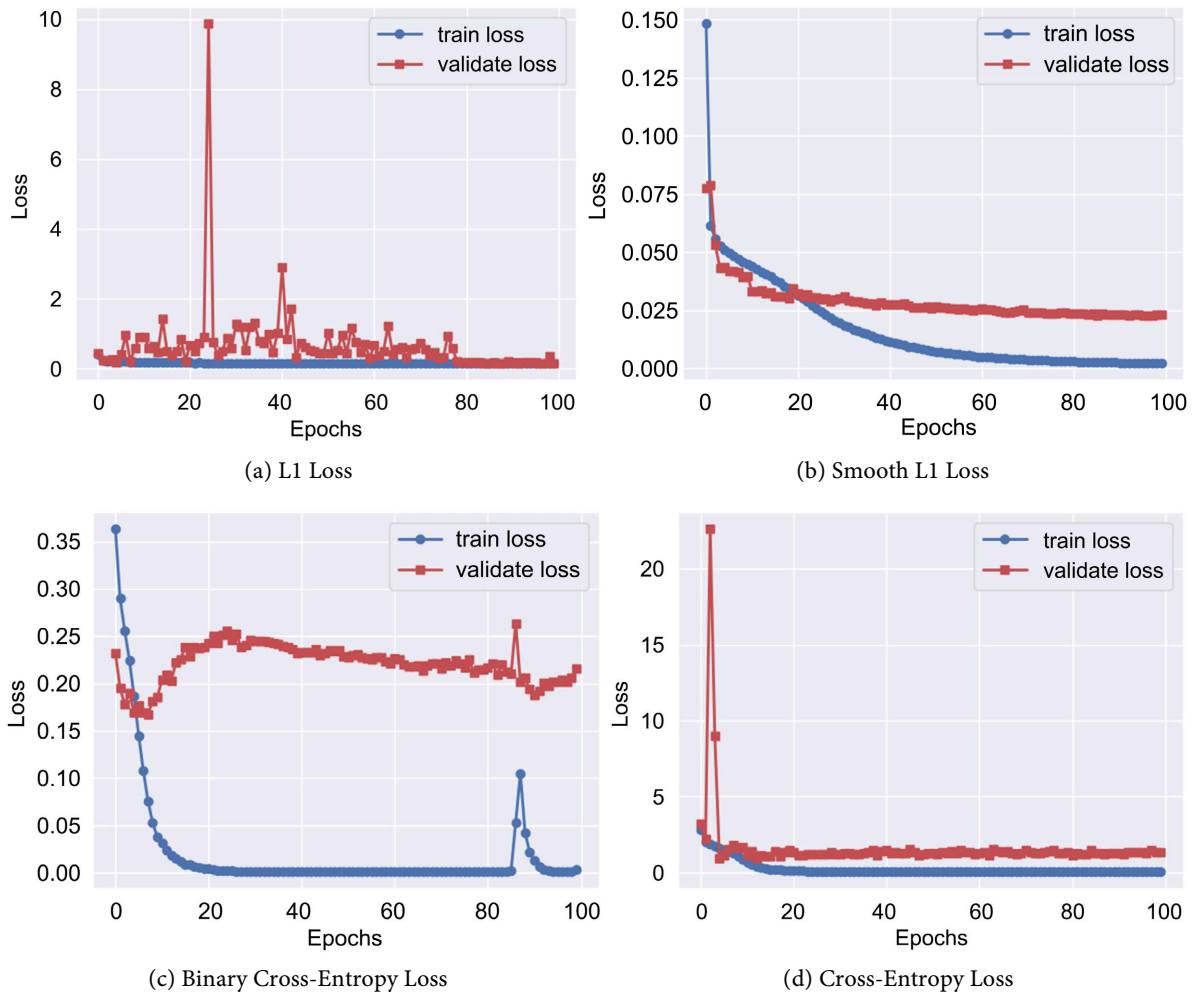 10
8
6
4
2
0
Loss
train loss
validate loss
0 20 40 60 80 100
Epochs
(a) L1 Loss
0.150
0.125
0.100
0.075
0.050
0.025
0.000
Loss
train loss
validate loss
0 20 40 60 80 100
Epochs
(b) Smooth L1 Loss
0.35
0.30
0.25
0.20
0.15
0.10
0.05
0.00
Loss
train loss
validate loss
0 20 40 60 80 100
Epochs
(c) Binary Cross-Entropy Loss
20
15
10
5
0
Loss
train loss
validate loss
0 20 40 60 80 100
Epochs
(d) Cross-Entropy Loss